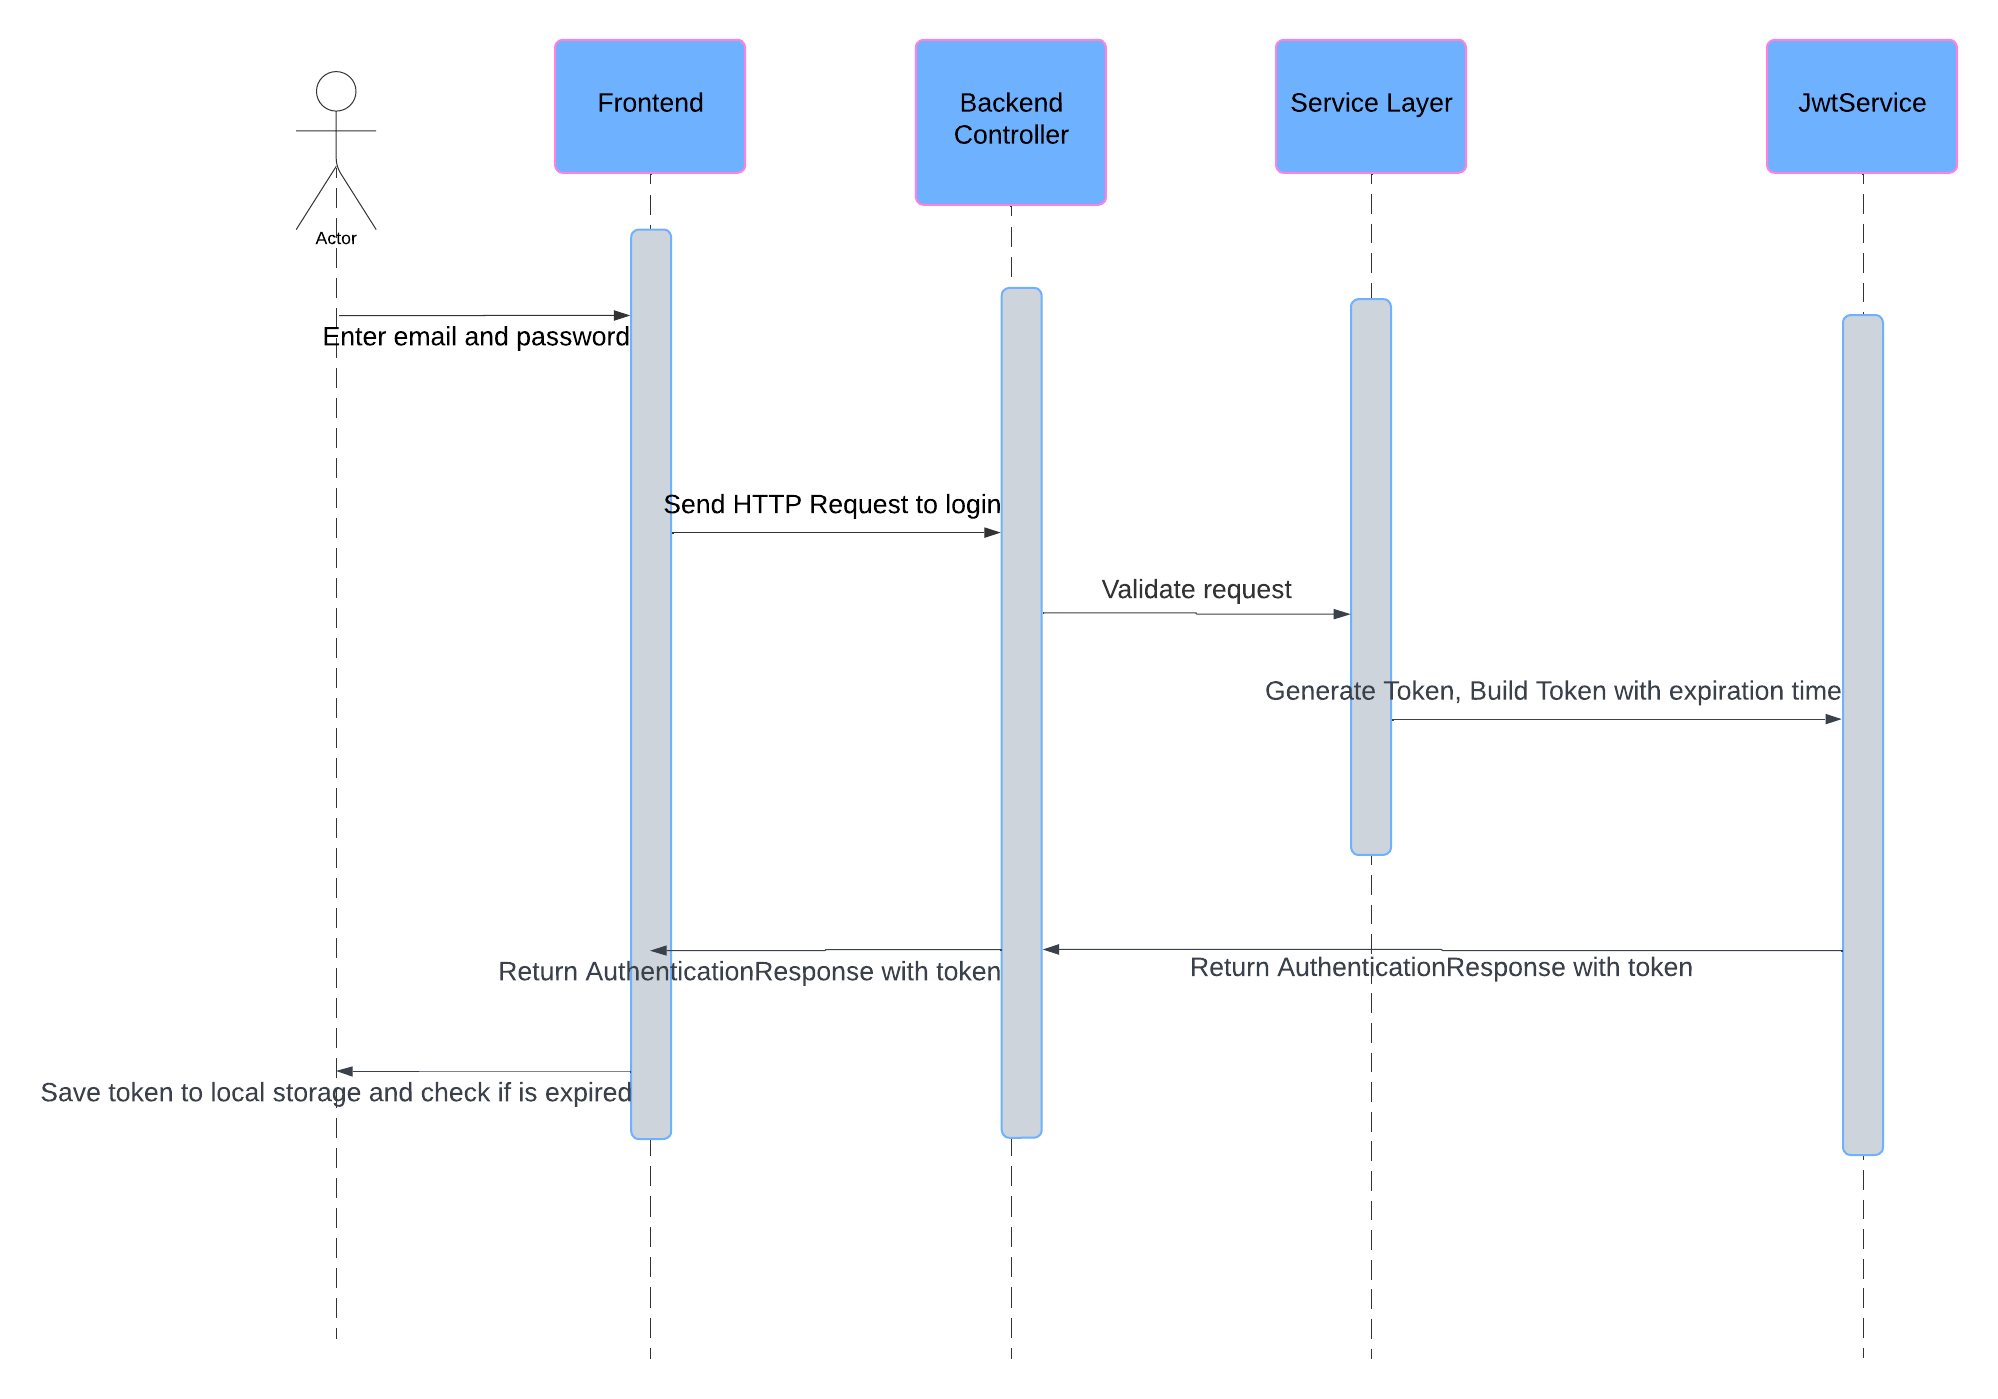 Frontend
Backend
Controller
Service Layer
JwtService
Actor
Enter email and password
Send HTTP Request to login
Validate request
Generate Token, Build Token with expiration time
Return AuthenticationResponse with token
Return AuthenticationResponse with token
Save token to local storage and check if is expired